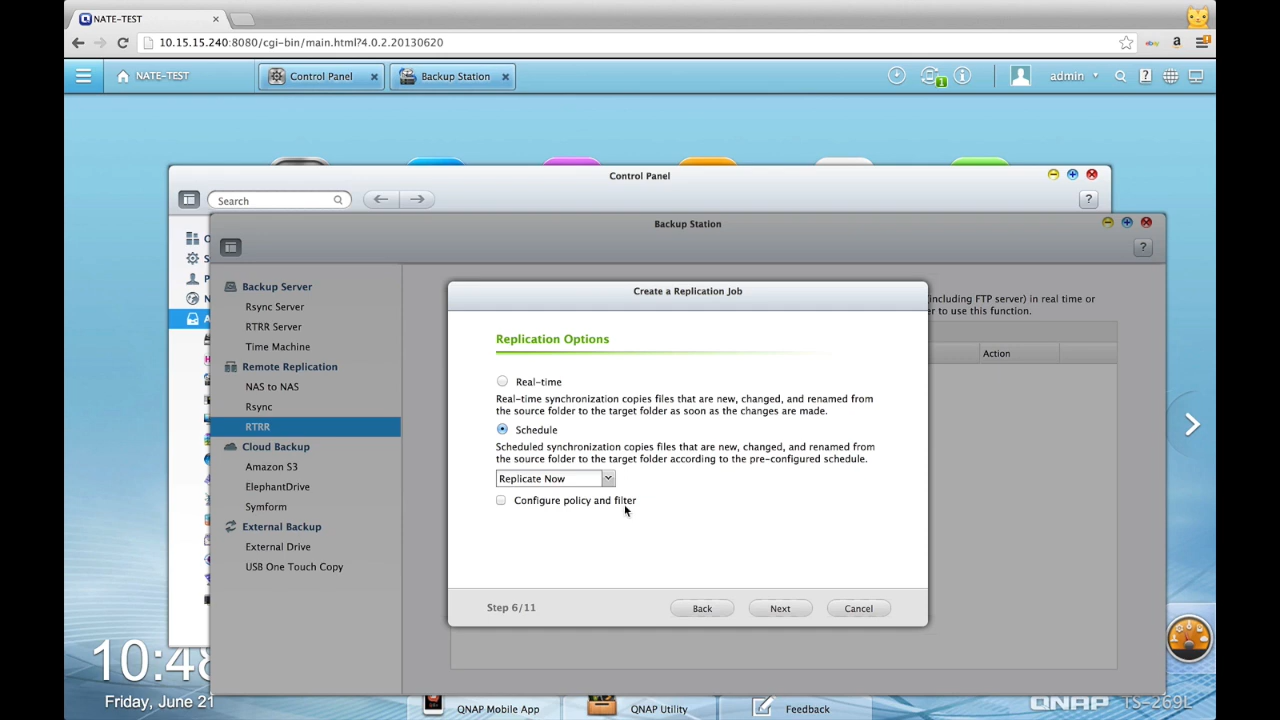 NATE-TEST
10.15.15.240:8080/cgi-bin/main.html?4.0.2.20130620
ebay
a
NATE-TEST
Control Panel
Backup Station
1
admin
?
Control Panel
Search
?
Backup Station
?
Backup Server
Rsync Server
RTRR Server
Time Machine
Remote Replication
NAS to NAS
Rsync
RTRR
Cloud Backup
Amazon S3
ElephantDrive
Symform
External Backup
External Drive
USB One Touch Copy
(including FTP server) in real time or
er to use this function.
Action
Create a Replication Job
Replication Options
Real-time
Real-time synchronization copies files that are new, changed, and renamed from
the source folder to the target folder as soon as the changes are made.
Schedule
Scheduled synchronization copies files that are new, changed, and renamed from
the source folder to the target folder according to the pre-configured schedule.
Replicate Now
Configure policy and filter
Step 6/11
Back
Next
Cancel
10:48
Friday, June 21
QNAP Mobile App
QNAP Utility
Feedback
QNAP TS-269L